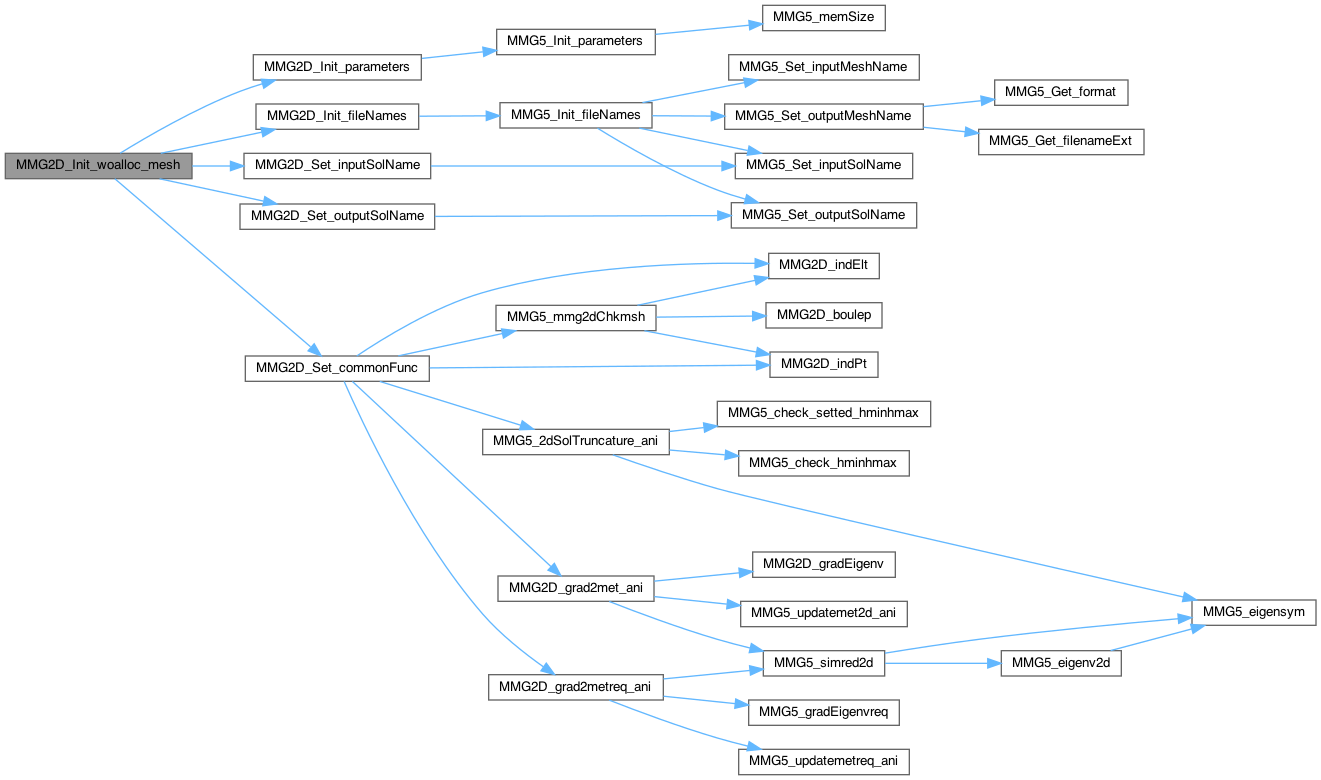 MMG5_memSize
MMG5_Init_parameters
MMG2D_Init_parameters
MMG5_Set_inputMeshName
MMG5_Get_format
MMG2D_Init_fileNames
MMG5_Init_fileNames
MMG5_Set_outputMeshName
MMG5_Get_filenameExt
MMG2D_Init_woalloc_mesh
MMG2D_Set_inputSolName
MMG5_Set_inputSolName
MMG2D_Set_outputSolName
MMG5_Set_outputSolName
MMG2D_indElt
MMG5_mmg2dChkmsh
MMG2D_boulep
MMG2D_Set_commonFunc
MMG2D_indPt
MMG5_check_setted_hminhmax
MMG5_2dSolTruncature_ani
MMG5_check_hminhmax
MMG2D_gradEigenv
MMG2D_grad2met_ani
MMG5_updatemet2d_ani
MMG5_eigensym
MMG5_simred2d
MMG5_eigenv2d
MMG2D_grad2metreq_ani
MMG5_gradEigenvreq
MMG5_updatemetreq_ani